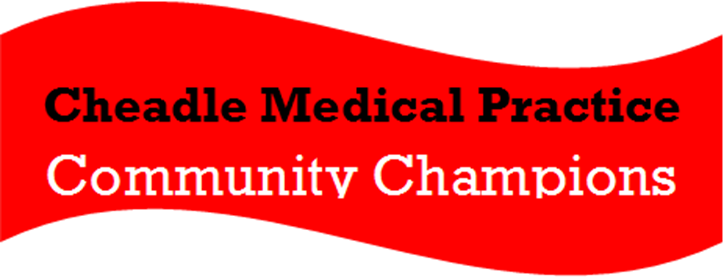 Cheadle Medical Practice
Community Champions